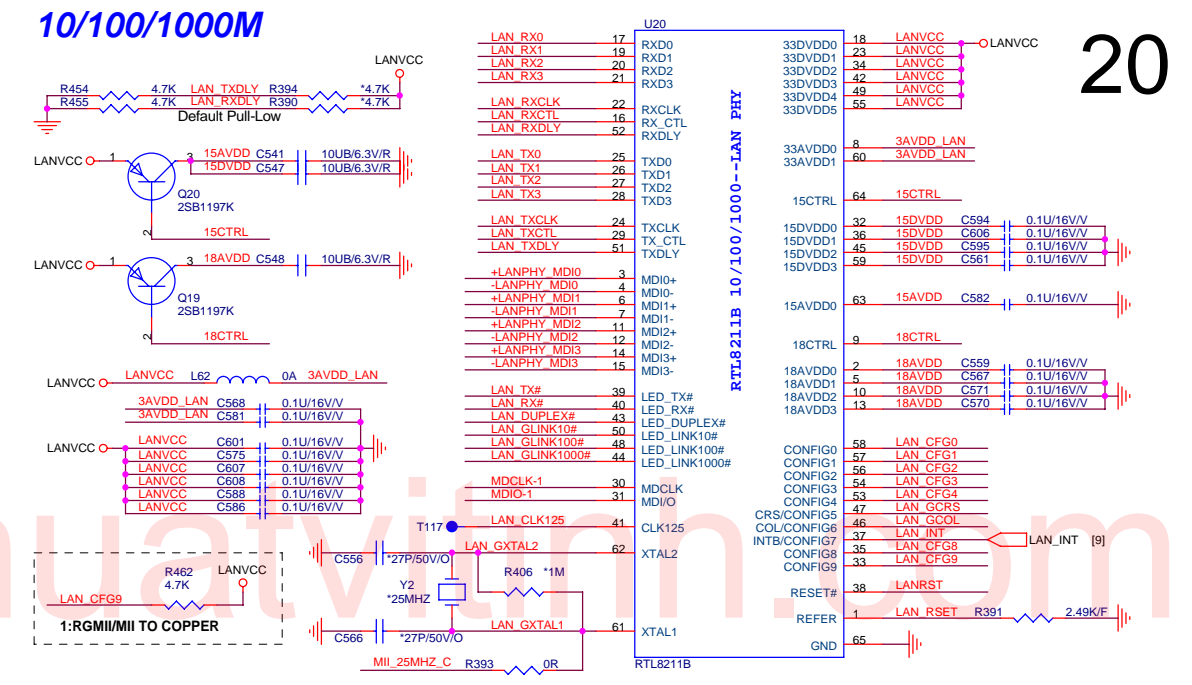 10/100/1000M
20
LANVCC
R454 4.7K LAN_TXDLY R394 *4.7K
R455 4.7K LAN_RXDLY R390 *4.7K
Default Pull-Low
LANVCC 1 3 15AVDD C541 10UB/6.3V/R
15DVDD C547 10UB/6.3V/R
Q20
2SB1197K
2 15CTRL
LANVCC 1 3 18AVDD C548 10UB/6.3V/R
Q19
2SB1197K
2 18CTRL
LANVCC LANVCC L62 0A 3AVDD_LAN
3AVDD_LAN C568 0.1U/16V/V
3AVDD_LAN C581 0.1U/16V/V
LANVCC LANVCC C601 0.1U/16V/V
LANVCC C575 0.1U/16V/V
LANVCC C607 0.1U/16V/V
LANVCC C608 0.1U/16V/V
LANVCC C588 0.1U/16V/V
LANVCC C586 0.1U/16V/V
R462
4.7K
LANVCC
LAN_CFG9
1:RGMII/MII TO COPPER
U20
LAN_RX0 17 RXD0
LAN_RX1 19 RXD1
LAN_RX2 20 RXD2
LAN_RX3 21 RXD3
LAN_RXCLK 22 RXCLK
LAN_RXCTL 16 RX_CTL
LAN_RXDLY 52 RXDLY
LAN_TX0 25 TXD0
LAN_TX1 26 TXD1
LAN_TX2 27 TXD2
LAN_TX3 28 TXD3
LAN_TXCLK 24 TXCLK
LAN_TXCTL 29 TX_CTL
LAN_TXDLY 51 TXDLY
+LANPHY_MDI0 3 MDI0+
-LANPHY_MDI0 4 MDI0-
+LANPHY_MDI1 6 MDI1+
-LANPHY_MDI1 7 MDI1-
+LANPHY_MDI2 11 MDI2+
-LANPHY_MDI2 12 MDI2-
+LANPHY_MDI3 14 MDI3+
-LANPHY_MDI3 15 MDI3-
LAN_TX# 39 LED_TX#
LAN_RX# 40 LED_RX#
LAN_DUPLEX# 43 LED_DUPLEX#
LAN_GLINK10# 50 LED_LINK10#
LAN_GLINK100# 48 LED_LINK100#
LAN_GLINK1000# 44 LED_LINK1000#
MDCLK-1 30 MDCLK
MDIO-1 31 MDI/O
T117 LAN_CLK125 41 CLK125
C556 *27P/50V/O LAN_GXTAL2 62 XTAL2
Y2
*25MHZ
R406 *1M
C566 *27P/50V/O LAN_GXTAL1 61 XTAL1
MII_25MHZ_C R393 0R
RTL8211B
RTL8211B 10/100/1000--LAN PHY
33DVDD0 18 LANVCC LANVCC
33DVDD1 23 LANVCC
33DVDD2 34 LANVCC
33DVDD3 42 LANVCC
33DVDD4 49 LANVCC
33DVDD5 55 LANVCC
33AVDD0 8 3AVDD_LAN
33AVDD1 60 3AVDD_LAN
15CTRL 64 15CTRL
15DVDD0 32 15DVDD C594 0.1U/16V/V
15DVDD1 36 15DVDD C606 0.1U/16V/V
15DVDD2 45 15DVDD C595 0.1U/16V/V
15DVDD3 59 15DVDD C561 0.1U/16V/V
15AVDD0 63 15AVDD C582 0.1U/16V/V
18CTRL 9 18CTRL
18AVDD0 2 18AVDD C559 0.1U/16V/V
18AVDD1 5 18AVDD C567 0.1U/16V/V
18AVDD2 10 18AVDD C571 0.1U/16V/V
18AVDD3 13 18AVDD C570 0.1U/16V/V
CONFIG0 58 LAN_CFG0
CONFIG1 57 LAN_CFG1
CONFIG2 56 LAN_CFG2
CONFIG3 54 LAN_CFG3
CONFIG4 53 LAN_CFG4
CRS/CONFIG5 47 LAN_GCRS
COL/CONFIG6 46 LAN_GCOL
INTB/CONFIG7 37 LAN_INT LAN_INT [9]
CONFIG8 35 LAN_CFG8
CONFIG9 33 LAN_CFG9
RESET# 38 LANRST
REFER 1 LAN_RSET R391 2.49K/F
GND 65
huatvitinh.com